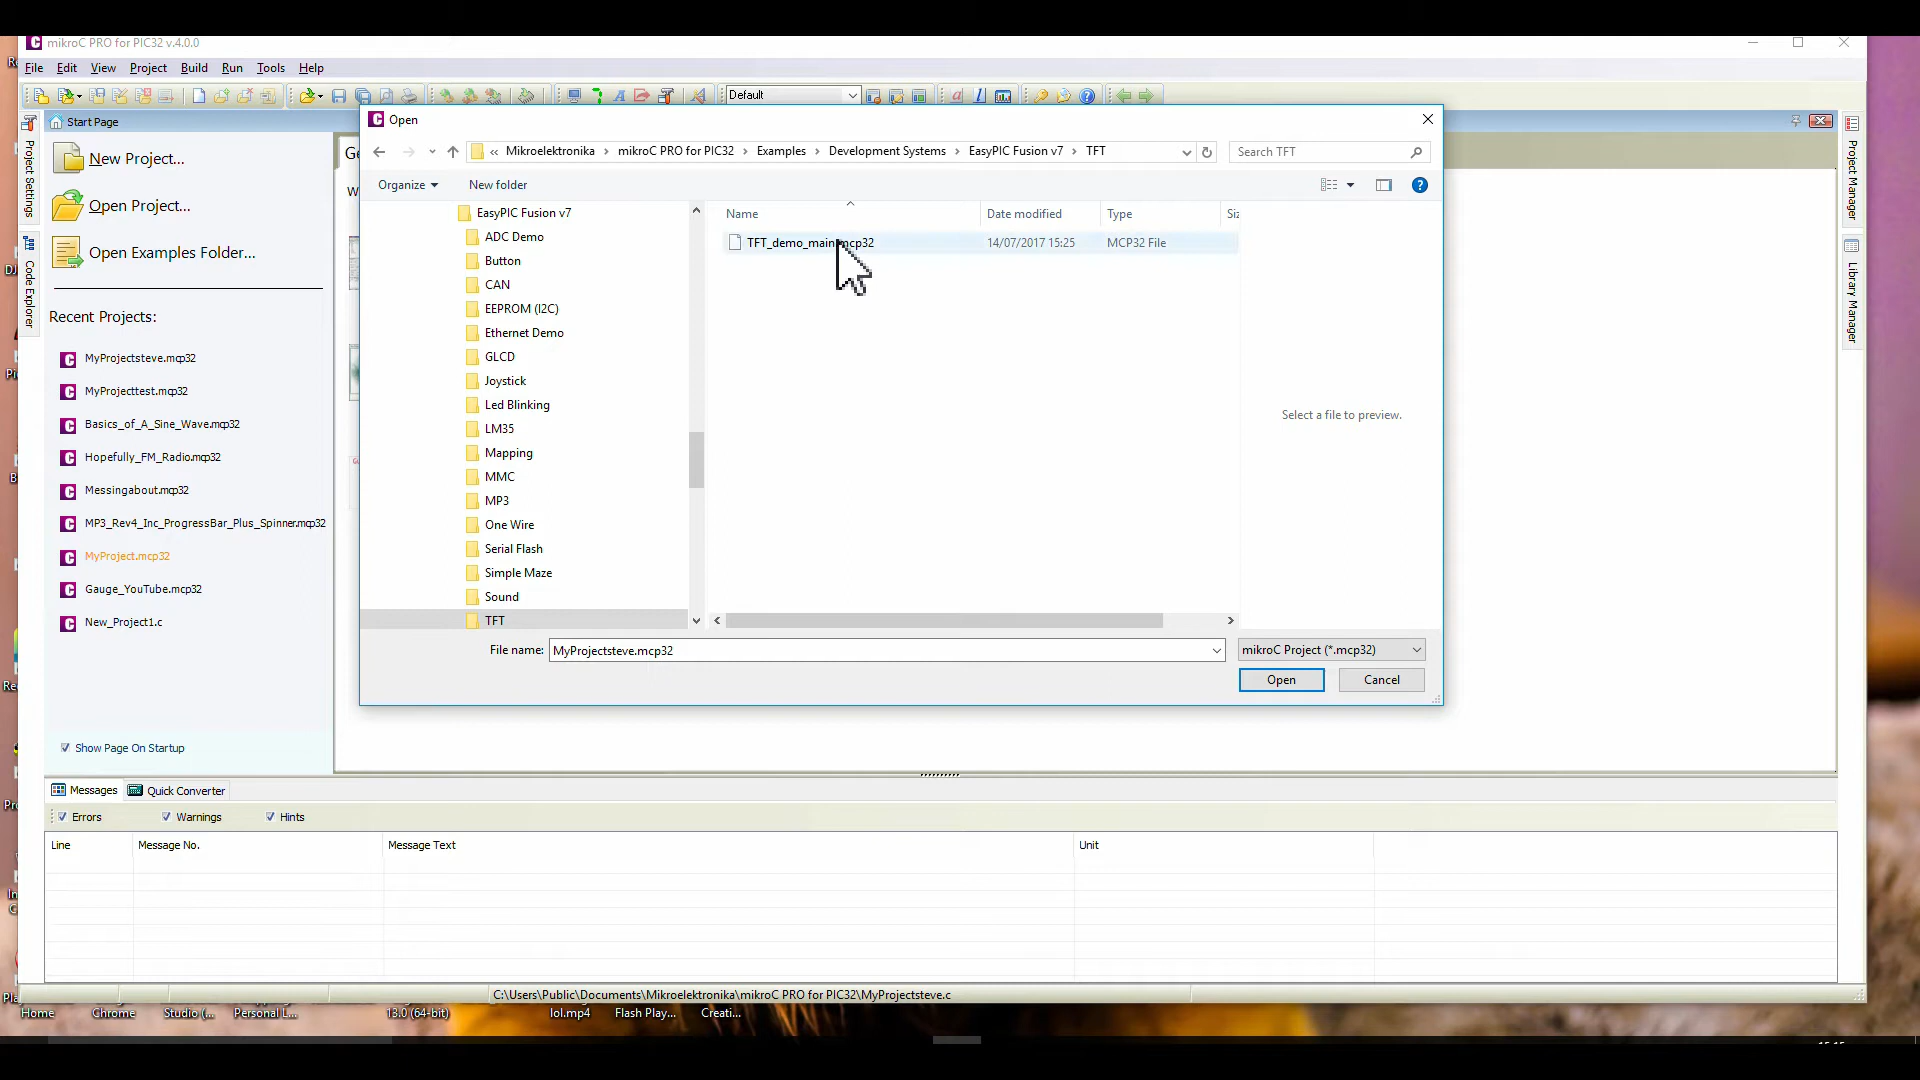 mikroC PRO for PIC32 v.4.0.0
File Edit View Project Build Run Tools Help
Default
Start Page
Open
« Mikroelektronika › mikroC PRO for PIC32 › Examples › Development Systems › EasyPIC Fusion v7 › TFT
Search TFT
Organize
New folder
Name
Date modified
Type
Siz
TFT_demo_main.mcp32
14/07/2017 15:25
MCP32 File
EasyPIC Fusion v7
ADC Demo
Button
CAN
EEPROM (I2C)
Ethernet Demo
GLCD
Joystick
Led Blinking
LM35
Mapping
MMC
MP3
One Wire
Serial Flash
Simple Maze
Sound
TFT
Select a file to preview.
File name:
MyProjectsteve.mcp32
mikroC Project (*.mcp32)
Open
Cancel
New Project...
Open Project...
Open Examples Folder...
Recent Projects:
MyProjectsteve.mcp32
MyProjecttest.mcp32
Basics_of_A_Sine_Wave.mcp32
Hopefully_FM_Radio.mcp32
Messingabout.mcp32
MP3_Rev4_Inc_ProgressBar_Plus_Spinner.mcp32
MyProject.mcp32
Gauge_YouTube.mcp32
New_Project1.c
Show Page On Startup
Project Settings
Code Explorer
Project Manager
Library Manager
Messages
Quick Converter
Errors
Warnings
Hints
Line
Message No.
Message Text
Unit
C:\Users\Public\Documents\Mikroelektronika\mikroC PRO for PIC32\MyProjectsteve.c
Home
Chrome
Studio (...
Personal L...
13.0 (64-bit)
lol.mp4
Flash Play...
Creati...